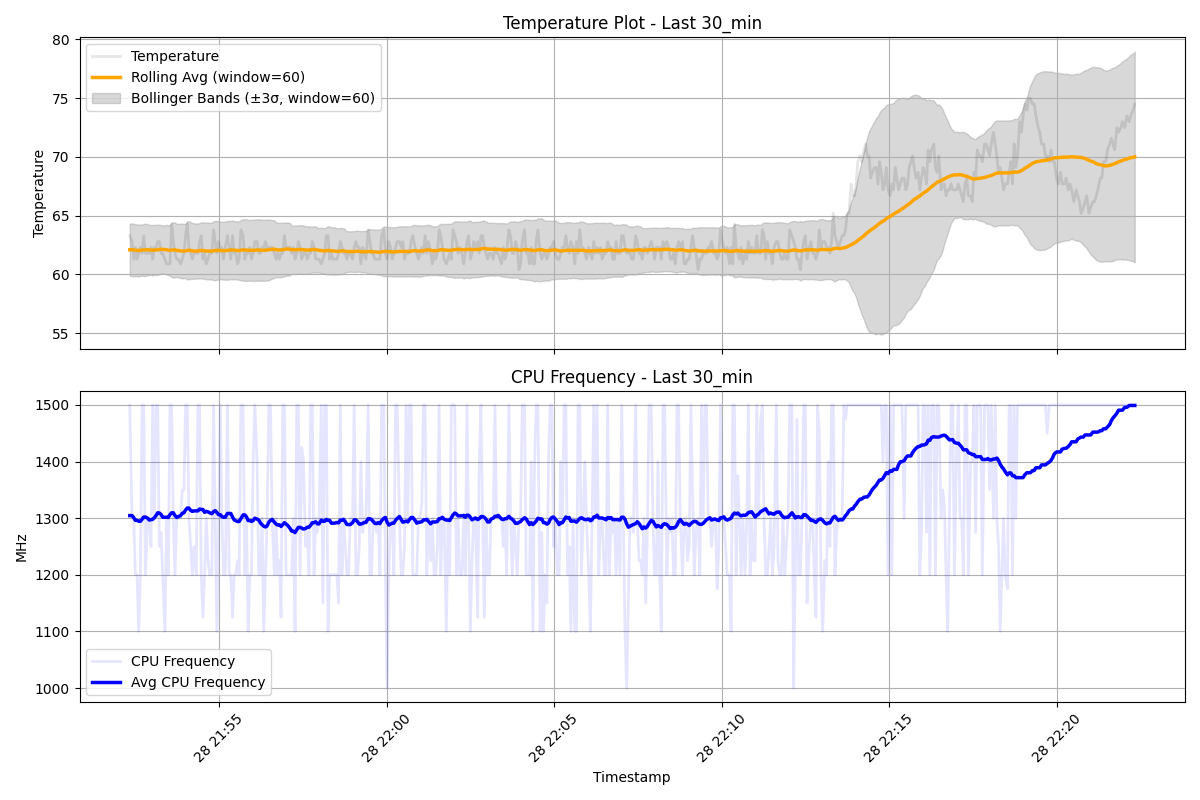 Temperature Plot - Last 30_min
80
75
70
65
60
55
Temperature
Temperature
Rolling Avg (window=60)
Bollinger Bands (±3σ, window=60)
CPU Frequency - Last 30_min
1500
1400
1300
1200
1100
1000
MHz
CPU Frequency
Avg CPU Frequency
28 21:55
28 22:00
28 22:05
28 22:10
28 22:15
28 22:20
Timestamp